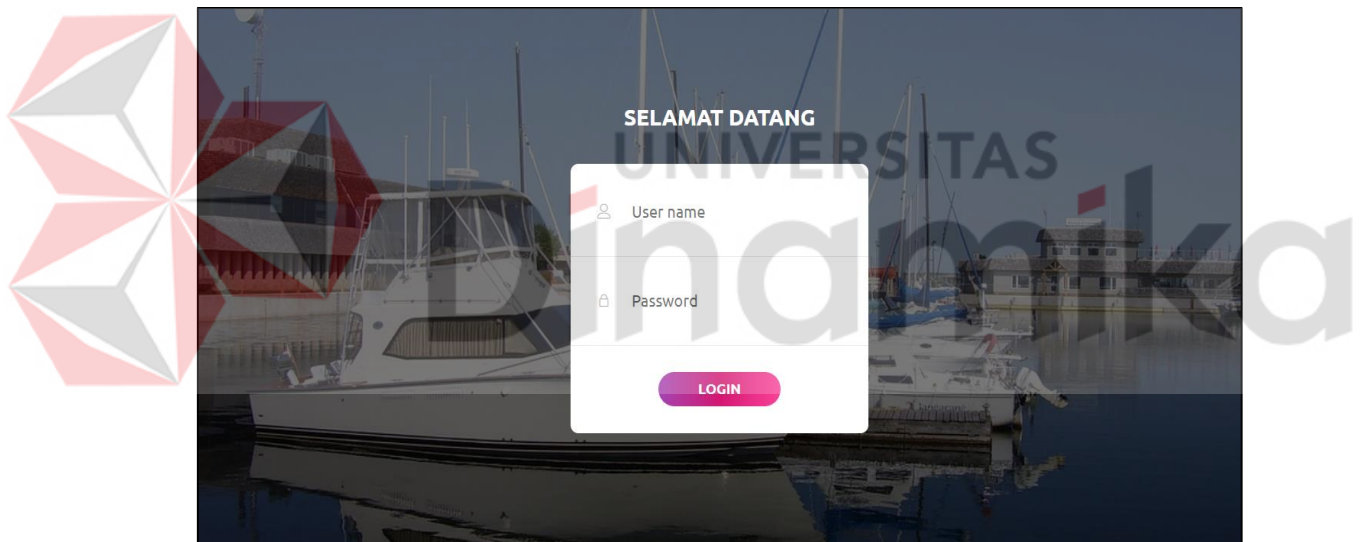 SELAMAT DATANG
UNIVERSITAS
Dinamika
User name
Password
LOGIN